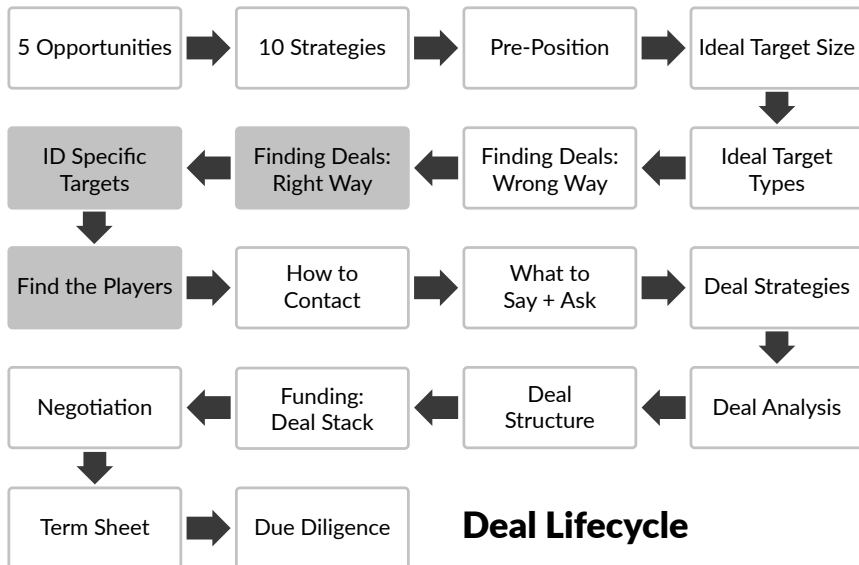 5 Opportunities
10 Strategies
Pre-Position
Ideal Target Size
Ideal Target
Types
Finding Deals:
Wrong Way
Finding Deals:
Right Way
ID Specific
Targets
Find the Players
How to
Contact
What to
Say + Ask
Deal Strategies
Deal Analysis
Deal
Structure
Funding:
Deal Stack
Negotiation
Term Sheet
Due Diligence
Deal Lifecycle